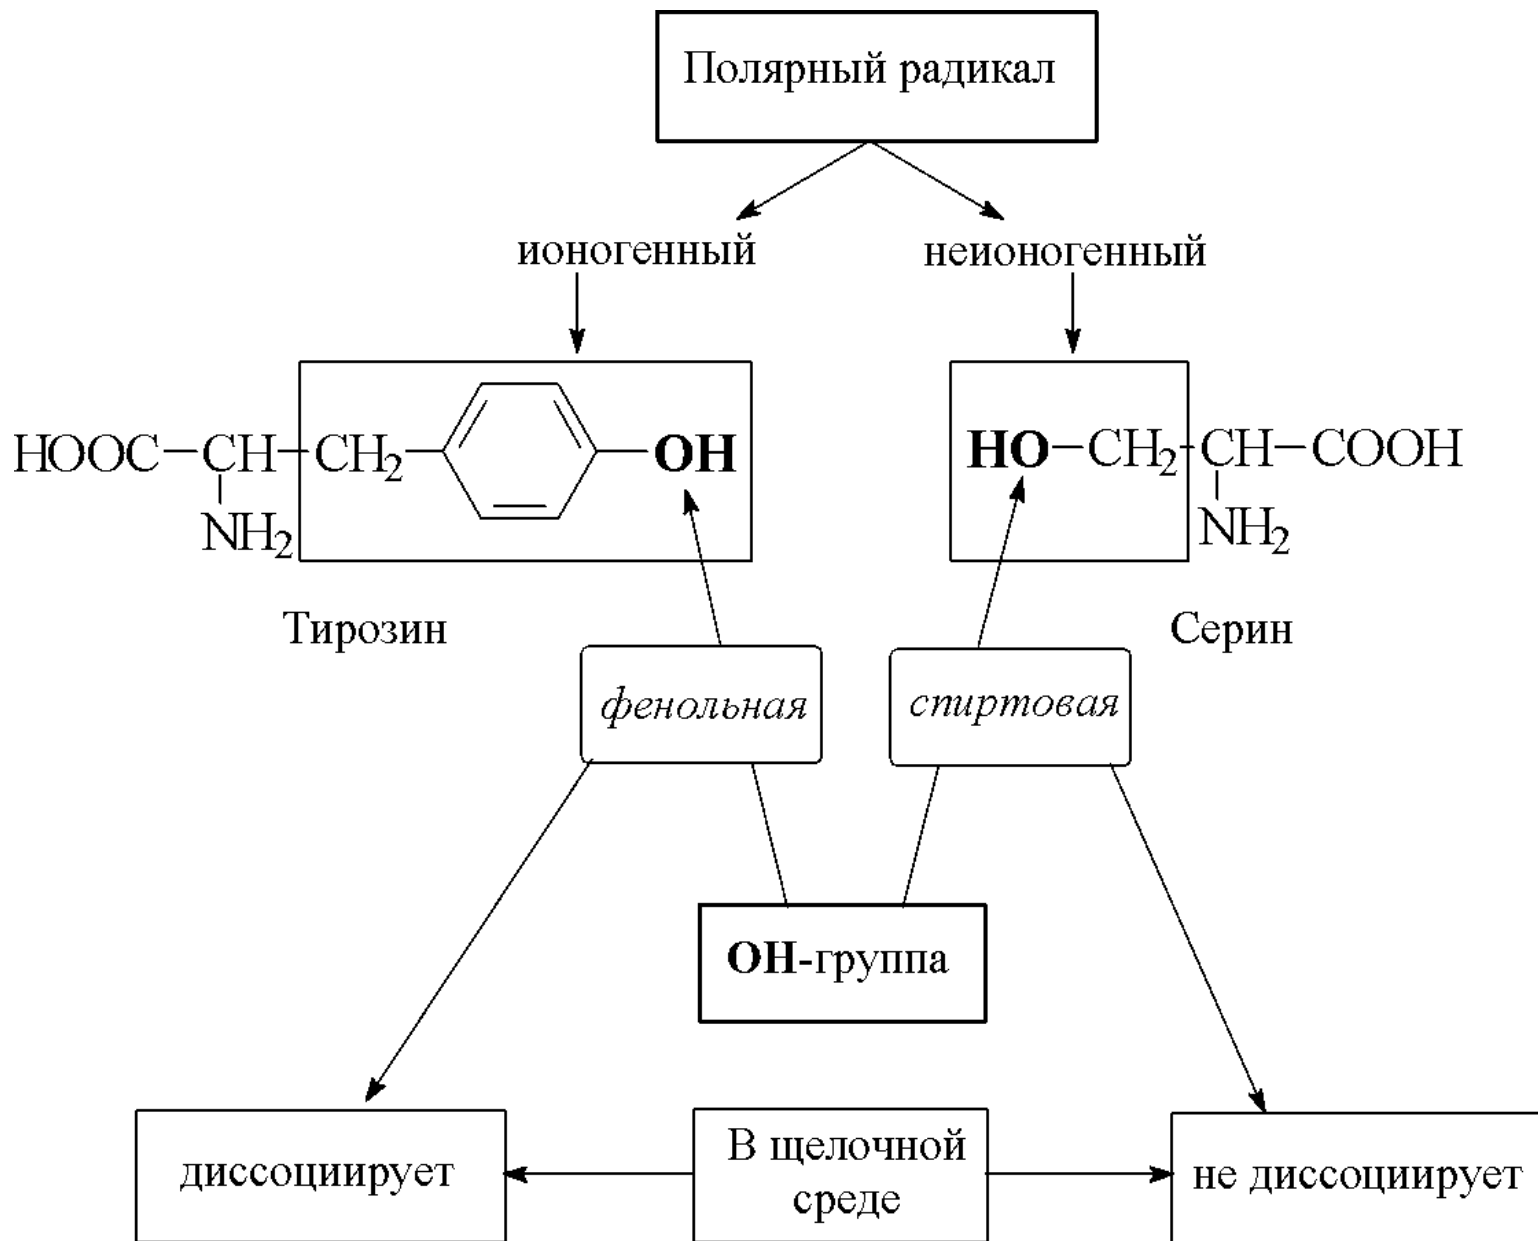 Полярный радикал
ионогенный
неионогенный
HOOC-CH-CH₂-OH
NH₂
HO-CH₂-CH-COOH
NH₂
Тирозин
Серин
фенольная
спиртовая
ОН-группа
диссоциирует
В щелочной
среде
не диссоциирует